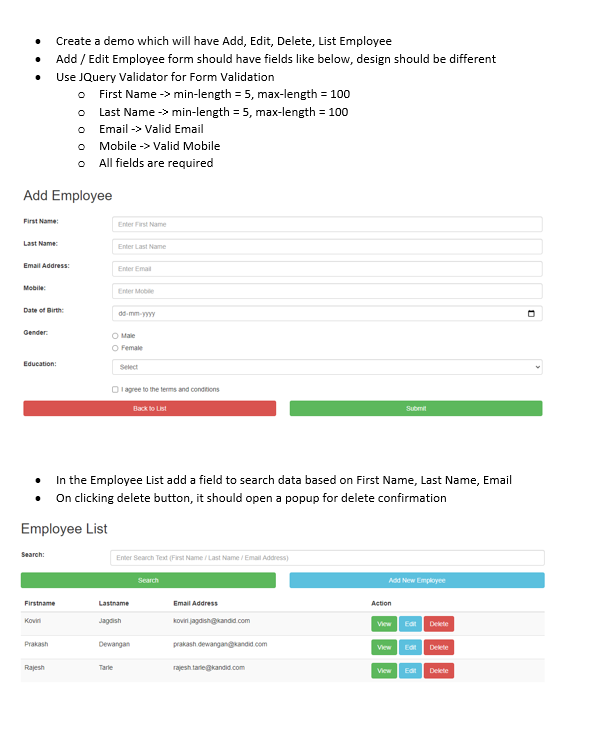 • Create a demo which will have Add, Edit, Delete, List Employee
• Add / Edit Employee form should have fields like below, design should be different
• Use JQuery Validator for Form Validation
o First Name -> min-length = 5, max-length = 100
o Last Name -> min-length = 5, max-length = 100
o Email -> Valid Email
o Mobile -> Valid Mobile
o All fields are required
Add Employee
First Name: Enter First Name
Last Name: Enter Last Name
Email Address: Enter Email
Mobile: Enter Mobile
Date of Birth: dd-mm-yyyy
Gender: Male
Female
Education: Select
I agree to the terms and conditions
Back to List Submit
• In the Employee List add a field to search data based on First Name, Last Name, Email
• On clicking delete button, it should open a popup for delete confirmation
Employee List
Search: Enter Search Text (First Name / Last Name / Email Address)
Search Add New Employee
Firstname Lastname Email Address Action
Kovin Jagdish kovin.jagdish@kandid.com View Edit Delete
Prakash Dewangan prakash.dewangan@kandid.com View Edit Delete
Rajesh Tarle rajesh.tarle@kandid.com View Edit Delete